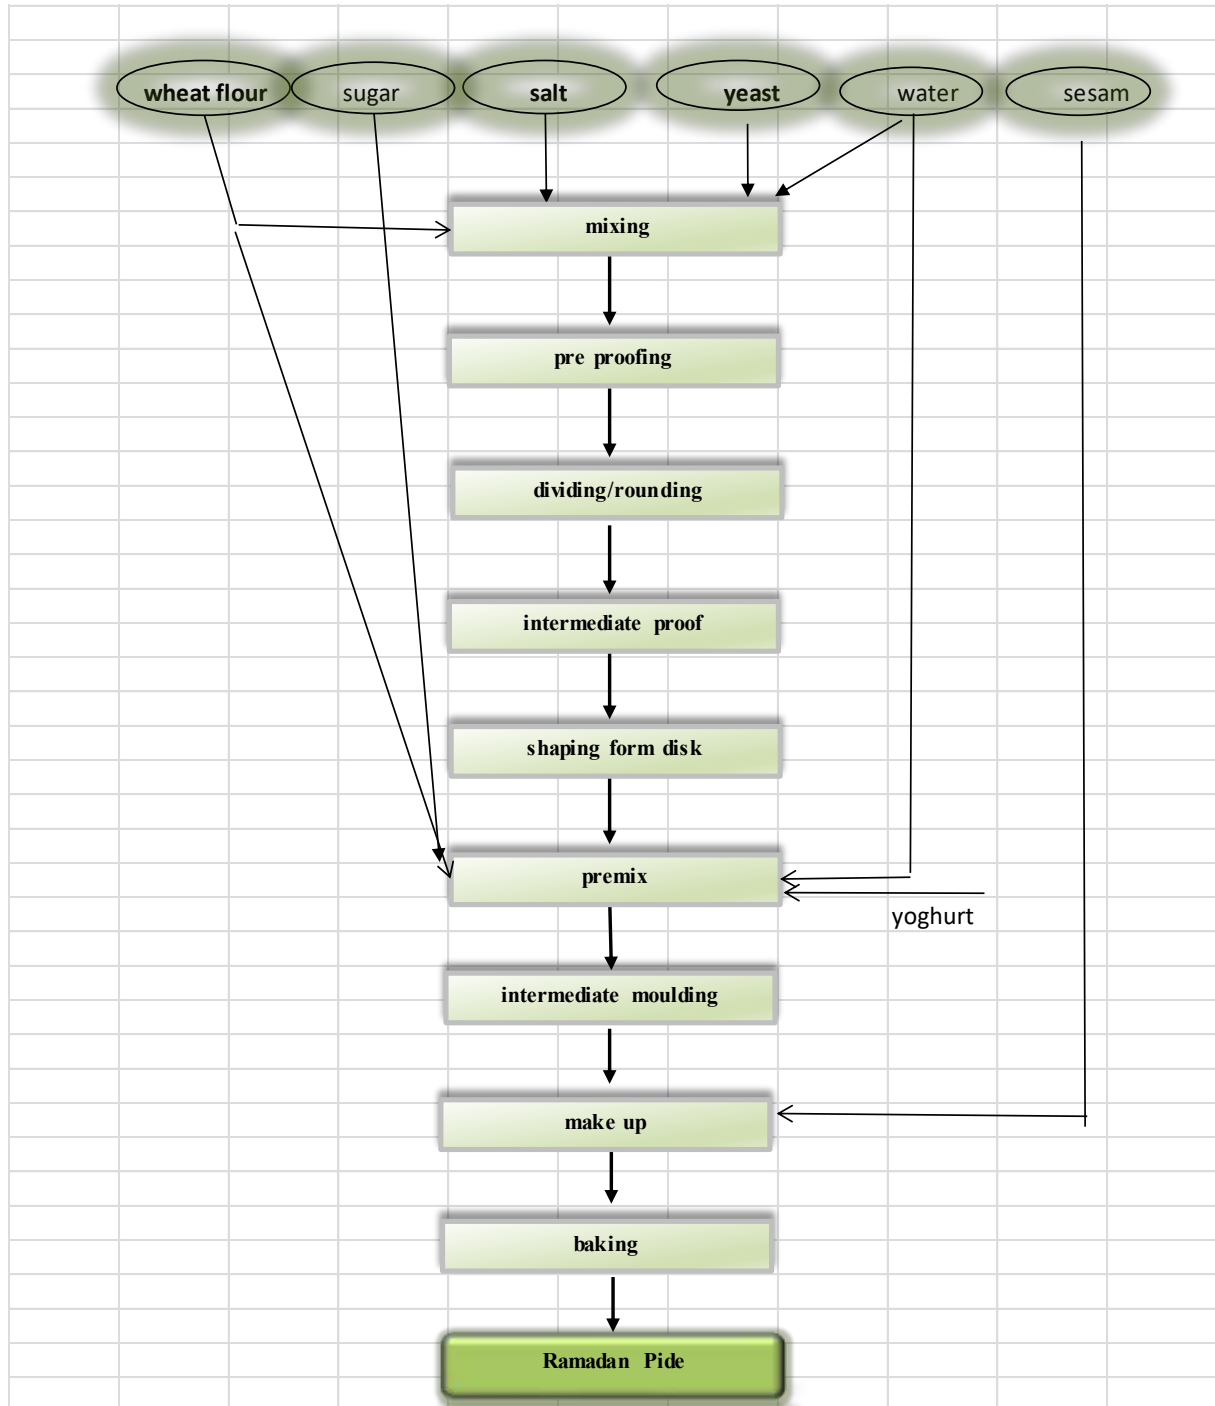 wheat flour
sugar
salt
yeast
water
sesam
mixing
pre proofing
dividing/rounding
intermediate proof
shaping form disk
premix
yoghurt
intermediate moulding
make up
baking
Ramadan Pide